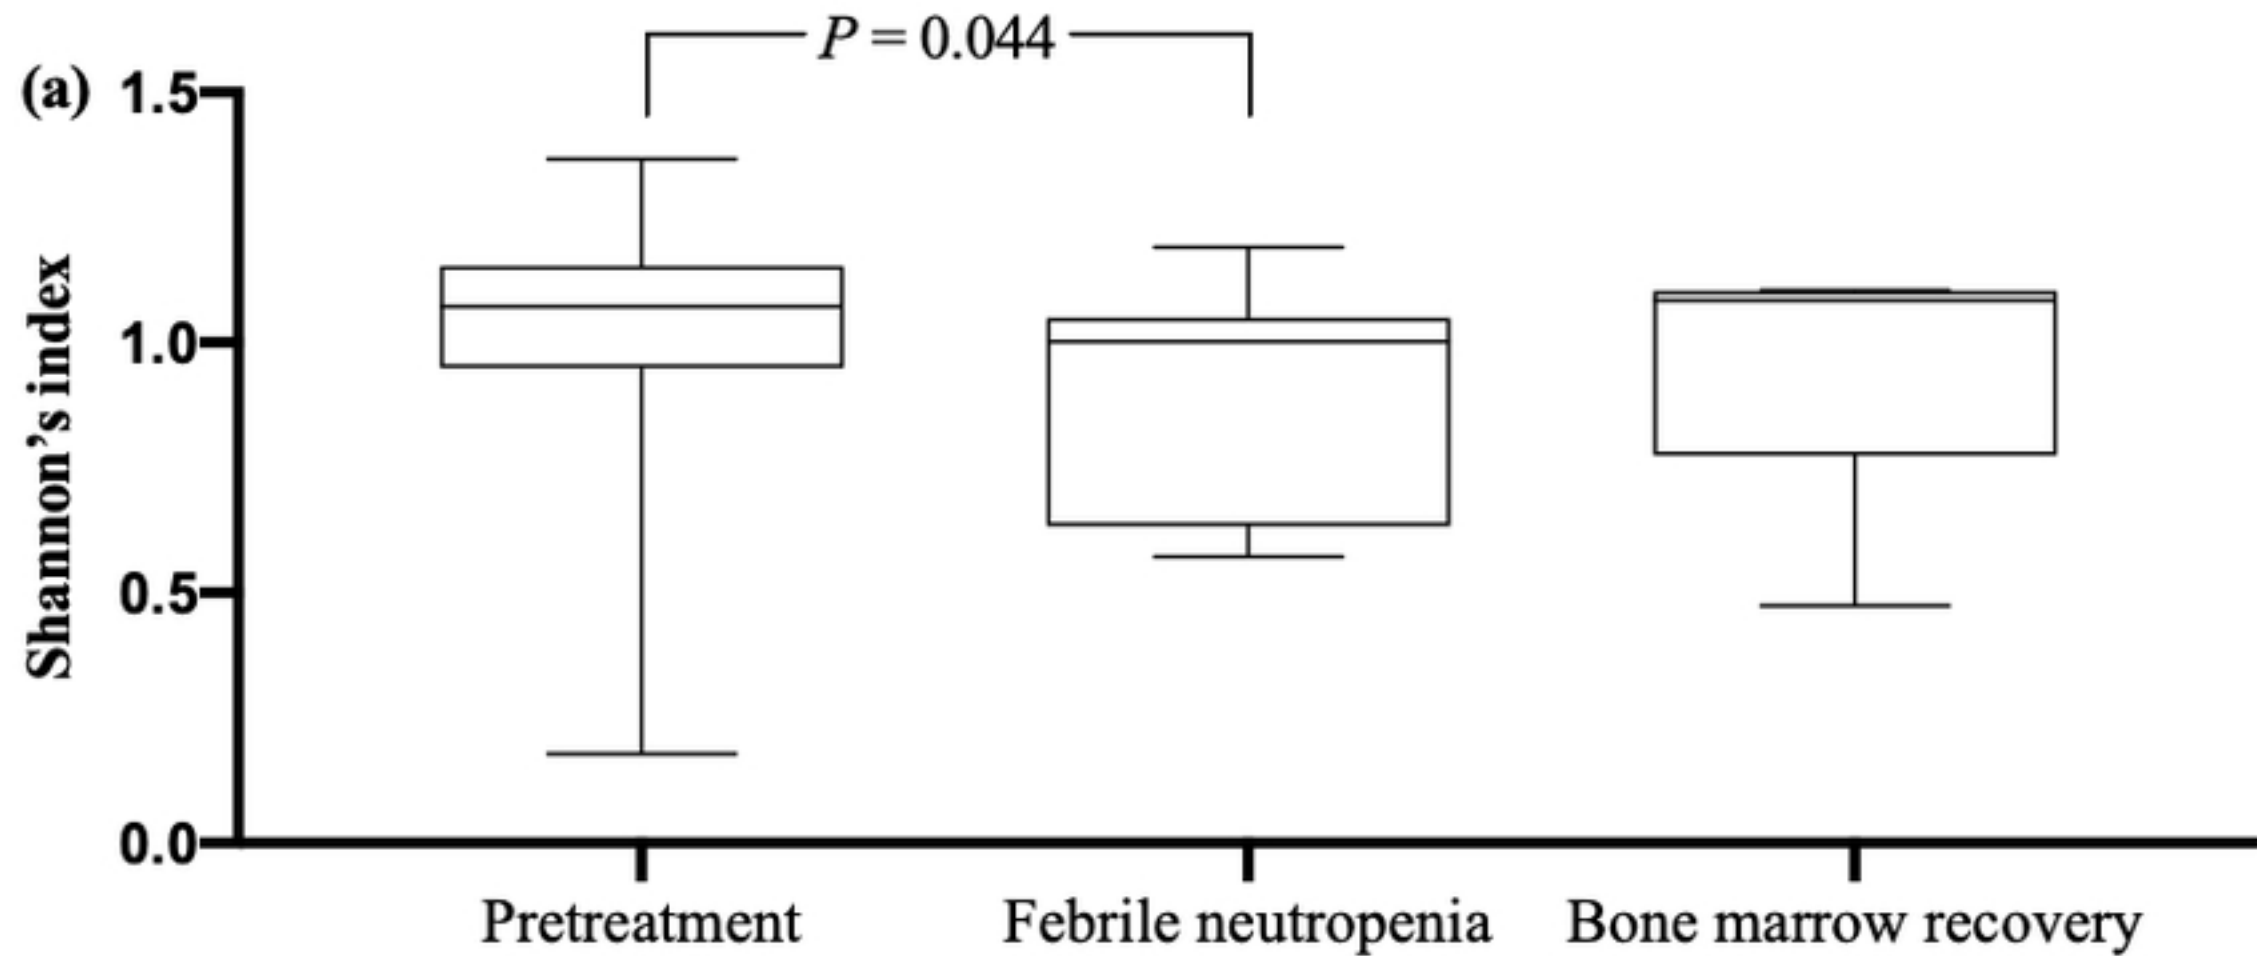 P = 0.044
(a)
1.5
1.0
0.5
0.0
Shannon’s index
Pretreatment
Febrile neutropenia
Bone marrow recovery